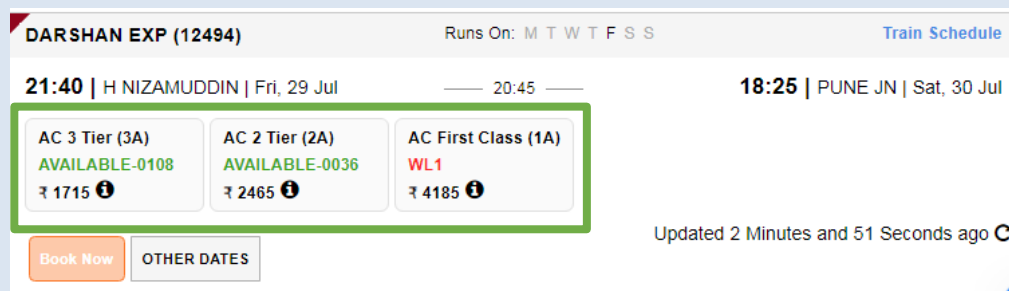 DARSHAN EXP (12494) Runs On: M T W T F S S Train Schedule
21:40 | H NIZAMUDDIN | Fri, 29 Jul 20:45 18:25 | PUNE JN | Sat, 30 Jul
AC 3 Tier (3A) AC 2 Tier (2A) AC First Class (1A)
AVAILABLE-0108 AVAILABLE-0036 WL1
₹ 1715 ₹ 2465 ₹ 4185
Updated 2 Minutes and 51 Seconds ago
Book Now OTHER DATES